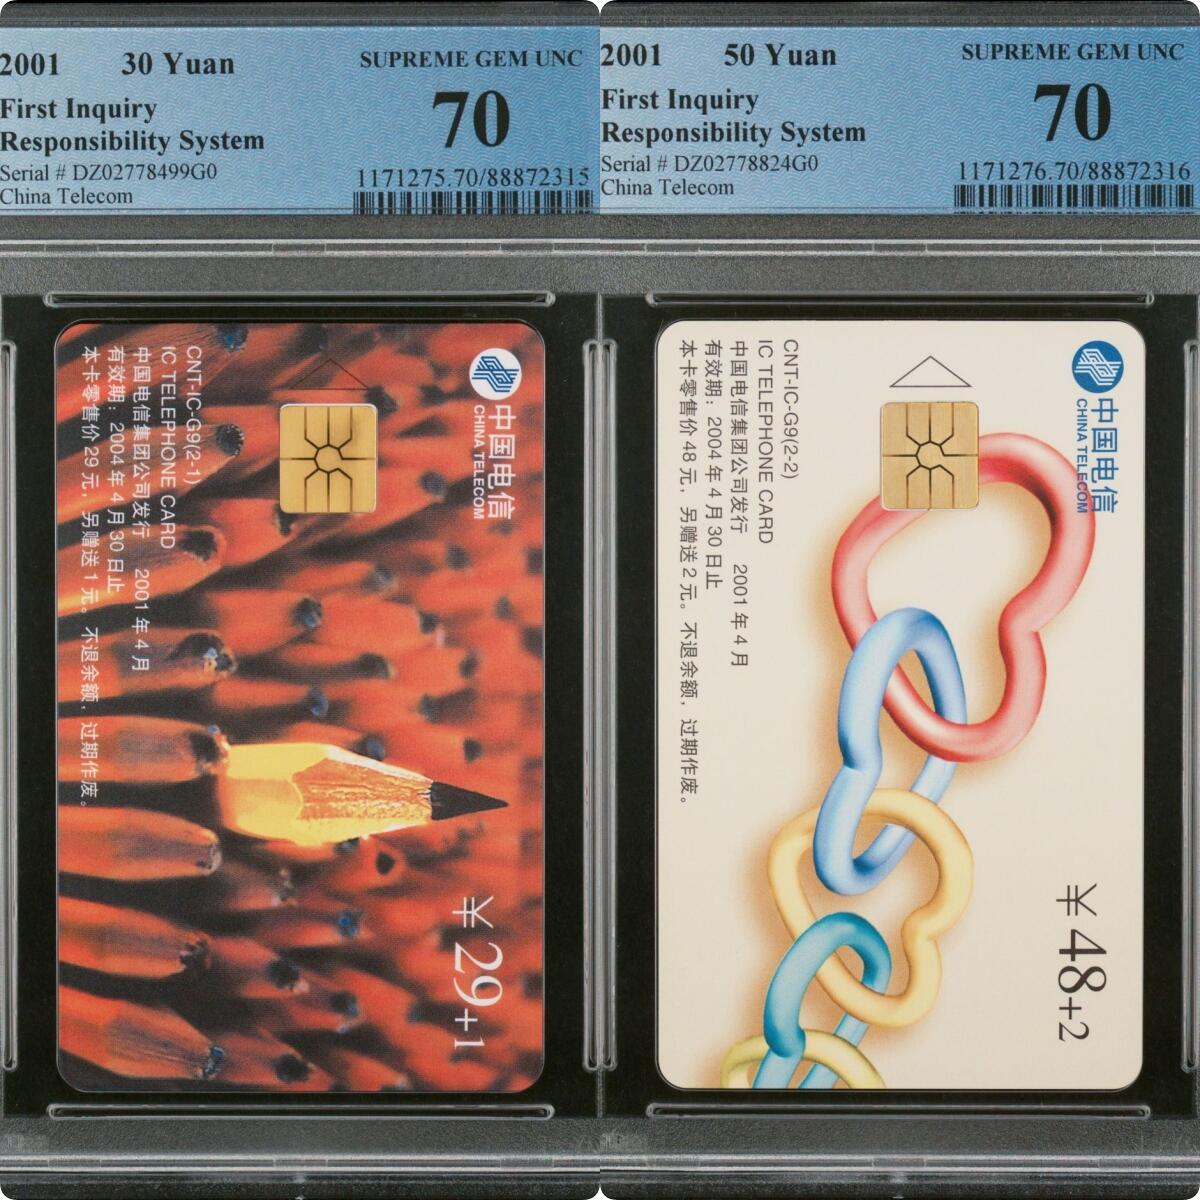 2001 30 Yuan
SUPREME GEM UNC
First Inquiry
Responsibility System
70
Serial # DZ02778499G0
China Telecom
1171275.70/88872315
中国电信
CHINA TELECOM
CNT-IC-G9(2-1)
IC TELEPHONE CARD
中国电信集团公司发行 2001年4月
有效期：2004年4月30日止
本卡零售价29元，另赠送1元。不退余额，过期作废。
¥29+1
2001 50 Yuan
SUPREME GEM UNC
First Inquiry
Responsibility System
70
Serial # DZ02778824G0
China Telecom
1171276.70/88872316
中国电信
CHINA TELECOM
CNT-IC-G9(2-2)
IC TELEPHONE CARD
中国电信集团公司发行 2001年4月
有效期：2004年4月30日止
本卡零售价48元，另赠送2元。不退余额，过期作废。
¥48+2